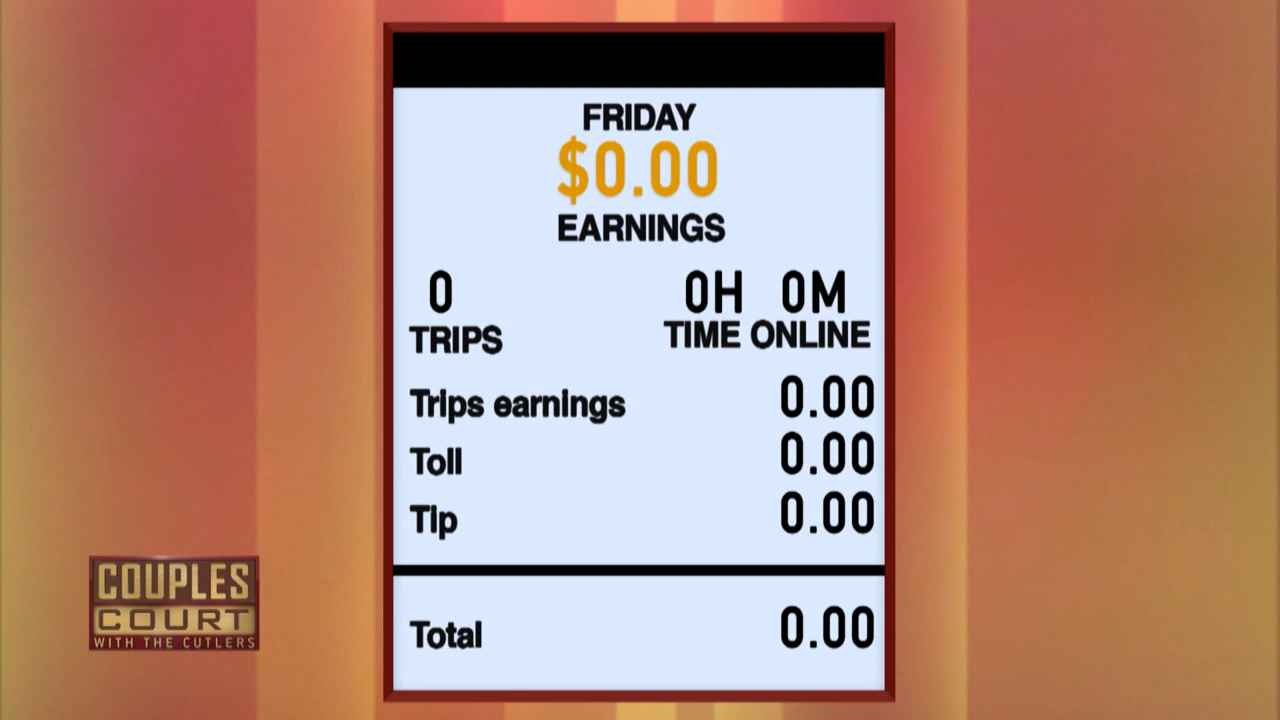 FRIDAY
$0.00
EARNINGS
0 0H 0M
TRIPS TIME ONLINE
Trips earnings 0.00
Toll 0.00
Tip 0.00
Total 0.00
COUPLES
COURT
WITH THE CUTLERS